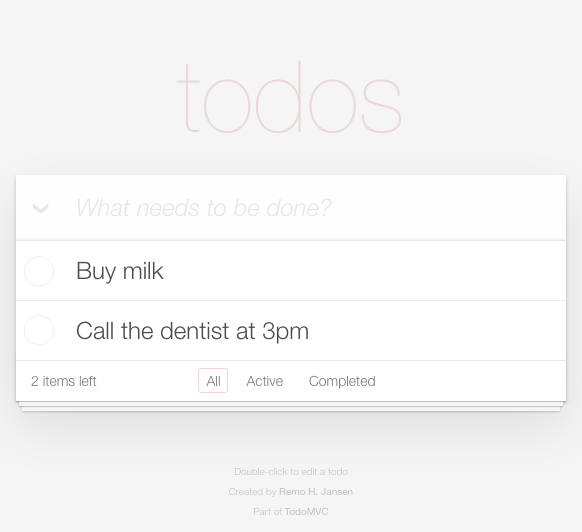 todos
What needs to be done?
Buy milk
Call the dentist at 3pm
2 items left All Active Completed
Double-click to edit a todo
Created by Remo H. Jansen
Part of TodoMVC